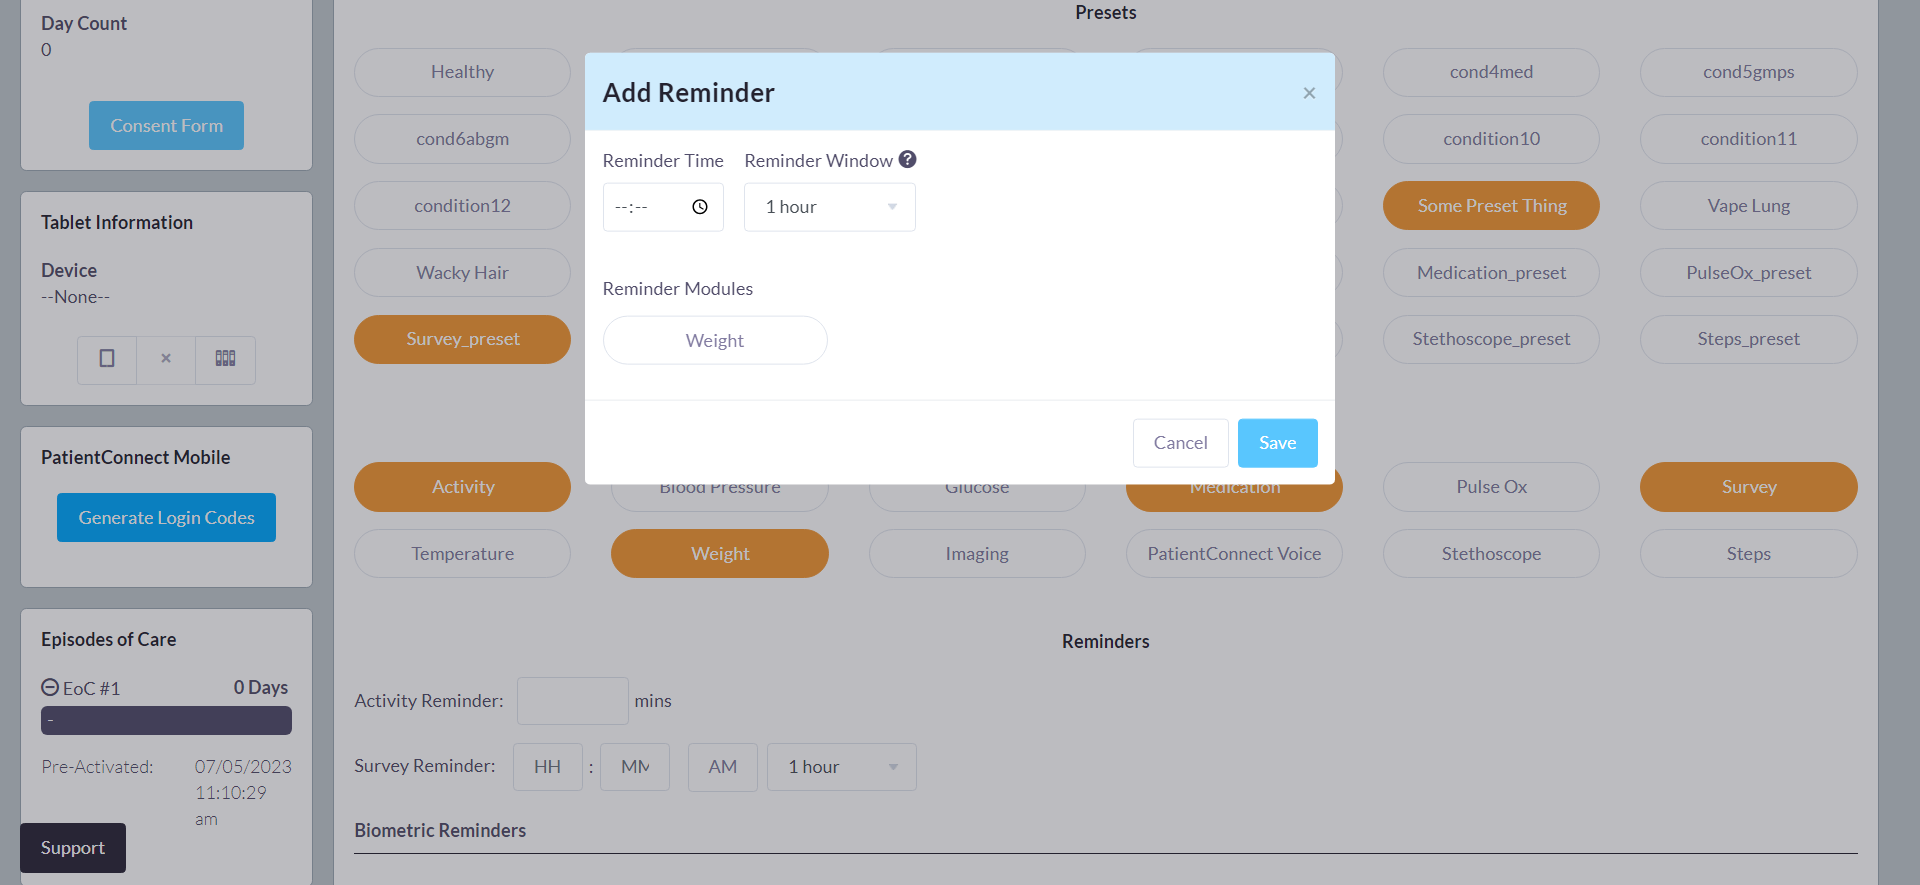 Day Count
0
Consent Form
Tablet Information
Device
--None--
PatientConnect Mobile
Generate Login Codes
Episodes of Care
EoC #1 0 Days
-
Pre-Activated: 07/05/2023
11:10:29
am
Support
Presets
Healthy cond4med cond5gmps
cond6abgm condition10 condition11
condition12 Some Preset Thing Vape Lung
Wacky Hair Medication_preset PulseOx_preset
Survey_preset Stethoscope_preset Steps_preset
Add Reminder ×
Reminder Time Reminder Window ?
--:-- 1 hour
Reminder Modules
Weight
Cancel Save
Activity Blood Pressure Glucose Medication Pulse Ox Survey
Temperature Weight Imaging PatientConnect Voice Stethoscope Steps
Reminders
Activity Reminder: mins
Survey Reminder: HH : MM AM 1 hour
Biometric Reminders